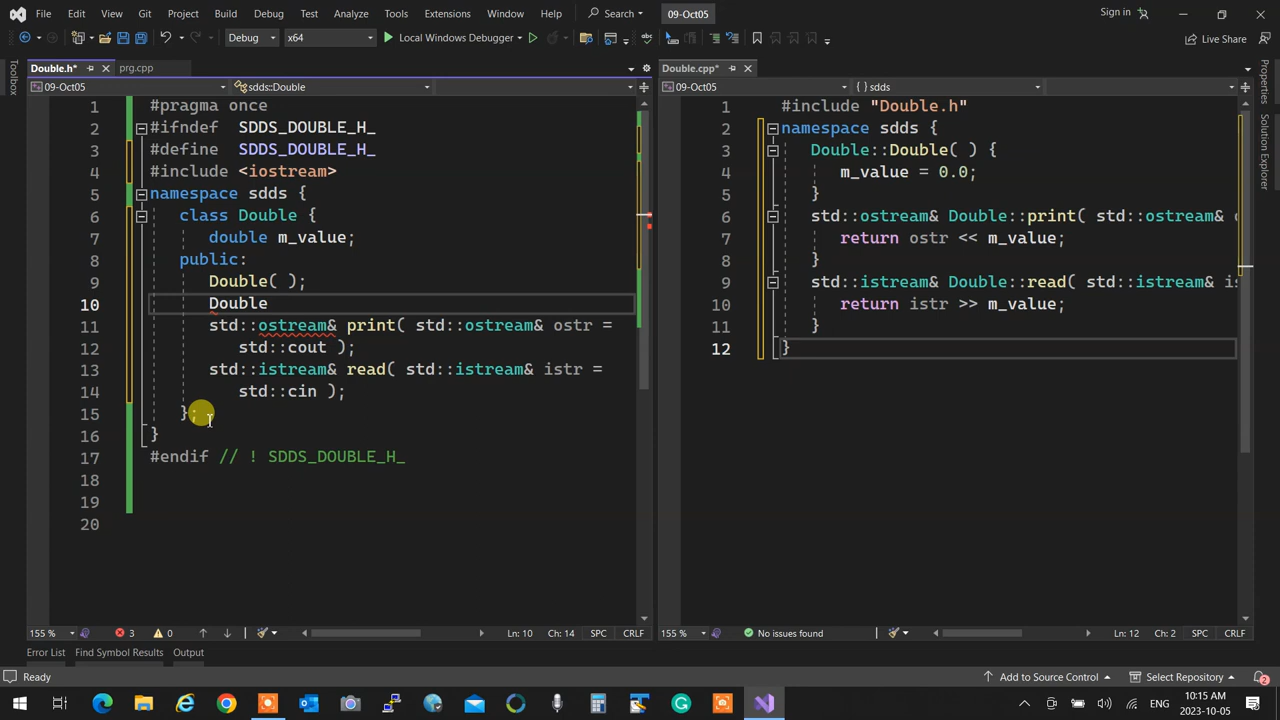 File Edit View Git Project Build Debug Test Analyze Tools Extensions Window Help Search 09-Oct05 Sign in
Debug x64 Local Windows Debugger Live Share
Toolbox
Double.h* prg.cpp
09-Oct05 sdds::Double
1 #pragma once
2 #ifndef SDDS_DOUBLE_H_
3 #define SDDS_DOUBLE_H_
4 #include <iostream>
5 namespace sdds {
6 class Double {
7 double m_value;
8 public:
9 Double( );
10 Double
11 std::ostream& print( std::ostream& ostr =
12 std::cout );
13 std::istream& read( std::istream& istr =
14 std::cin );
15 };
16 }
17 #endif // ! SDDS_DOUBLE_H_
18
19
20
155 % 3 0 Ln: 10 Ch: 14 SPC CRLF
Double.cpp*
09-Oct05 { } sdds
1 #include "Double.h"
2 namespace sdds {
3 Double::Double( ) {
4 m_value = 0.0;
5 }
6 std::ostream& Double::print( std::ostream&
7 return ostr << m_value;
8 }
9 std::istream& Double::read( std::istream& is
10 return istr >> m_value;
11 }
12 }
155 % No issues found Ln: 12 Ch: 2 SPC CRLF
Properties
Solution Explorer
Error List Find Symbol Results Output
Ready Add to Source Control Select Repository 2
ENG 10:15 AM
2023-10-05